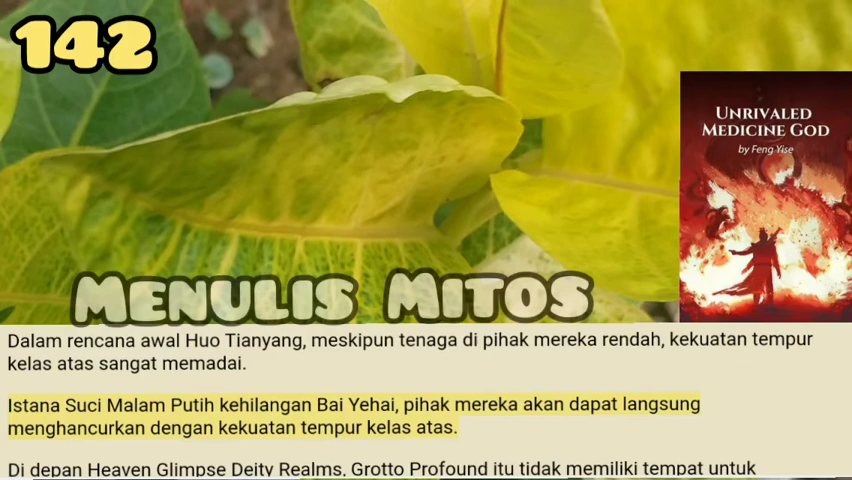 142
UNRIVALED
MEDICINE GOD
by Feng Yise
MENULIS MITOS
Dalam rencana awal Huo Tianyang, meskipun tenaga di pihak mereka rendah, kekuatan tempur
kelas atas sangat memadai.
Istana Suci Malam Putih kehilangan Bai Yehai, pihak mereka akan dapat langsung
menghancurkan dengan kekuatan tempur kelas atas.
Di depan Heaven Glimpse Deity Realms, Grotto Profound itu tidak memiliki tempat untuk